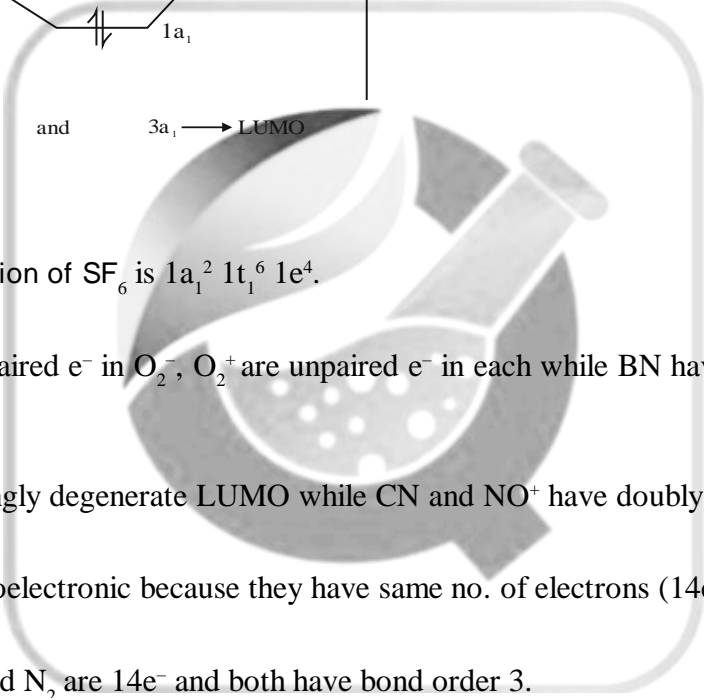 1a₁
and 3a₁ → LUMO
ion of SF₆ is 1a₁² 1t₁⁶ 1e⁴.
aired e⁻ in O₂⁻, O₂⁺ are unpaired e⁻ in each while BN hav
ngly degenerate LUMO while CN and NO⁺ have doubly
oelectronic because they have same no. of electrons (14e
d N₂ are 14e⁻ and both have bond order 3.